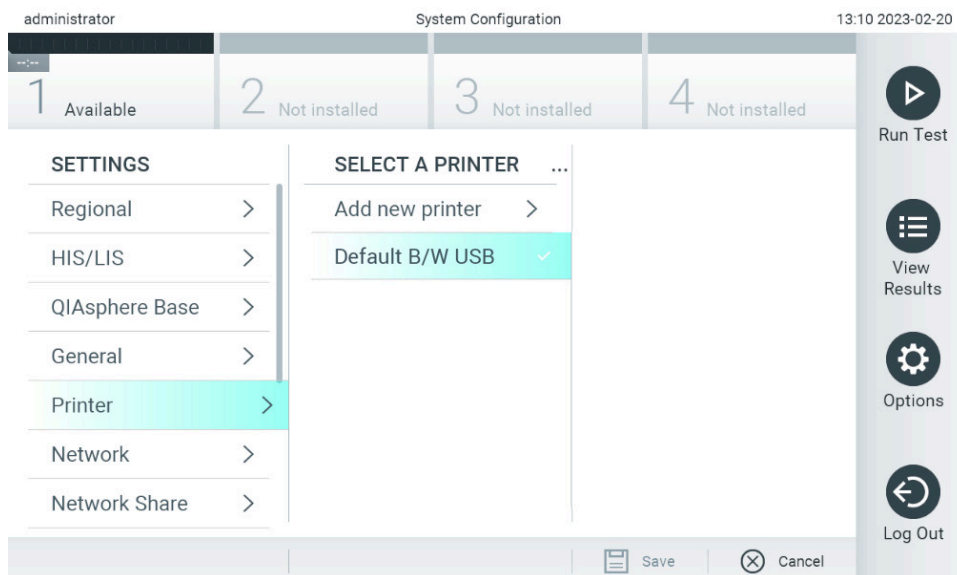 administrator
System Configuration
13:10 2023-02-20
--:--
1 Available
2 Not installed
3 Not installed
4 Not installed
Run Test
SETTINGS
Regional
HIS/LIS
QIAsphere Base
General
Printer
Network
Network Share
SELECT A PRINTER ...
Add new printer
Default B/W USB
View
Results
Options
Log Out
Save
Cancel